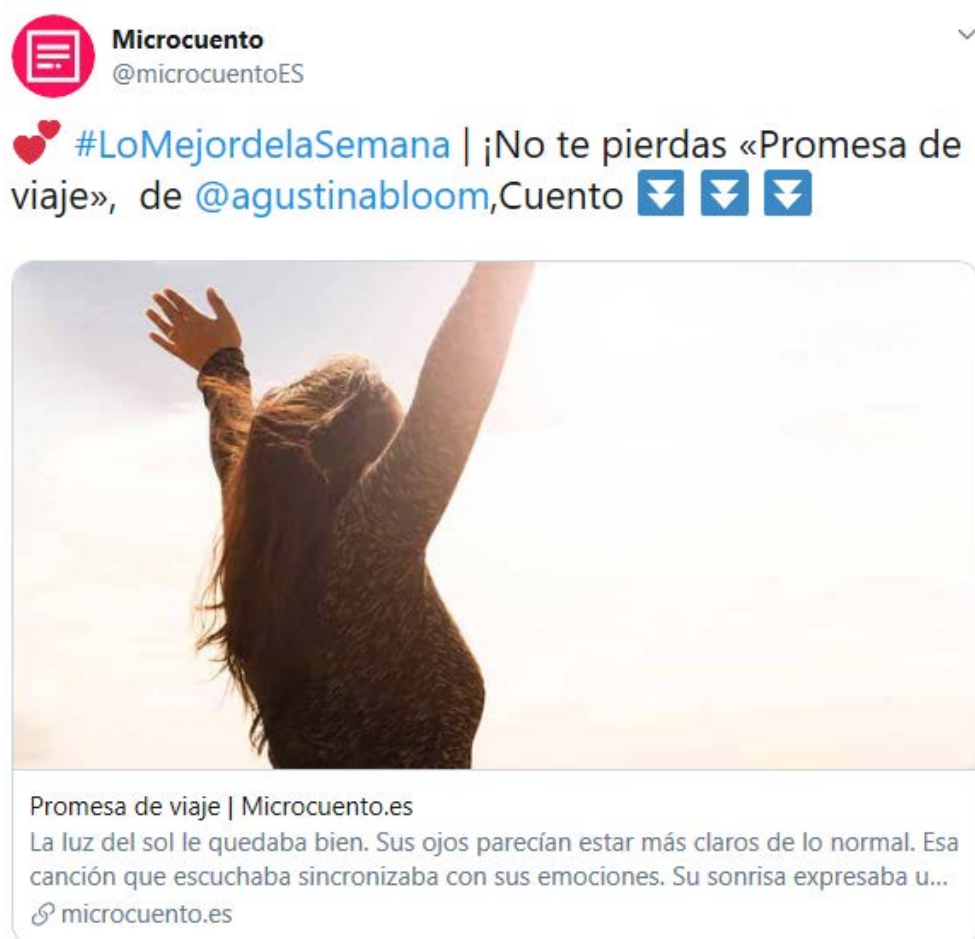 Microcuento
@microcuentoES
💕 #LoMejordelaSemana | ¡No te pierdas «Promesa de
viaje», de @agustinabloom,Cuento ⏬ ⏬ ⏬
Promesa de viaje | Microcuento.es
La luz del sol le quedaba bien. Sus ojos parecían estar más claros de lo normal. Esa
canción que escuchaba sincronizaba con sus emociones. Su sonrisa expresaba u...
microcuento.es